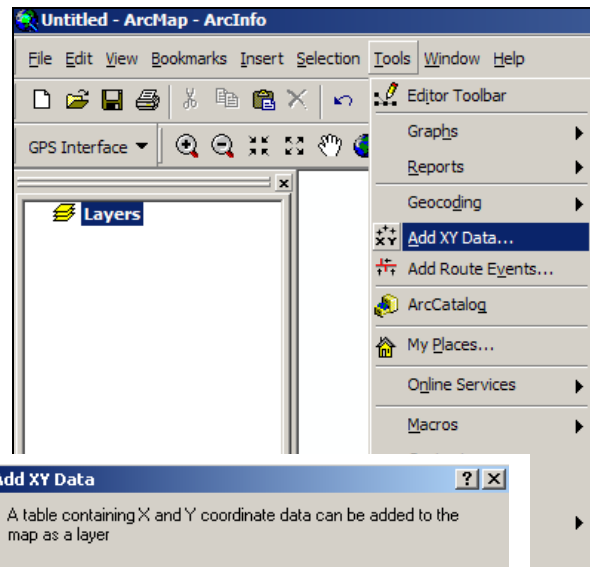 Untitled - ArcMap - ArcInfo
File Edit View Bookmarks Insert Selection Tools Window Help
Editor Toolbar
GPS Interface
Graphs
Reports
Layers
Geocoding
Add XY Data...
Add Route Events...
ArcCatalog
My Places...
Online Services
Macros
Add XY Data
A table containing X and Y coordinate data can be added to the
map as a layer